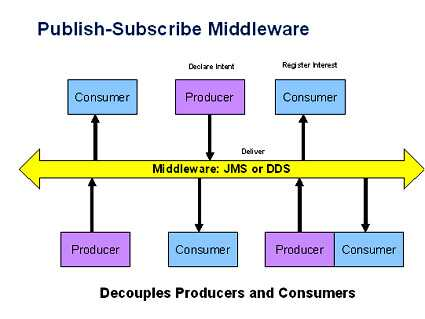 Publish-Subscribe Middleware
Declare Intent
Register Interest
Consumer
Producer
Consumer
Deliver
Middleware: JMS or DDS
Producer
Consumer
Producer
Consumer
Decouples Producers and Consumers